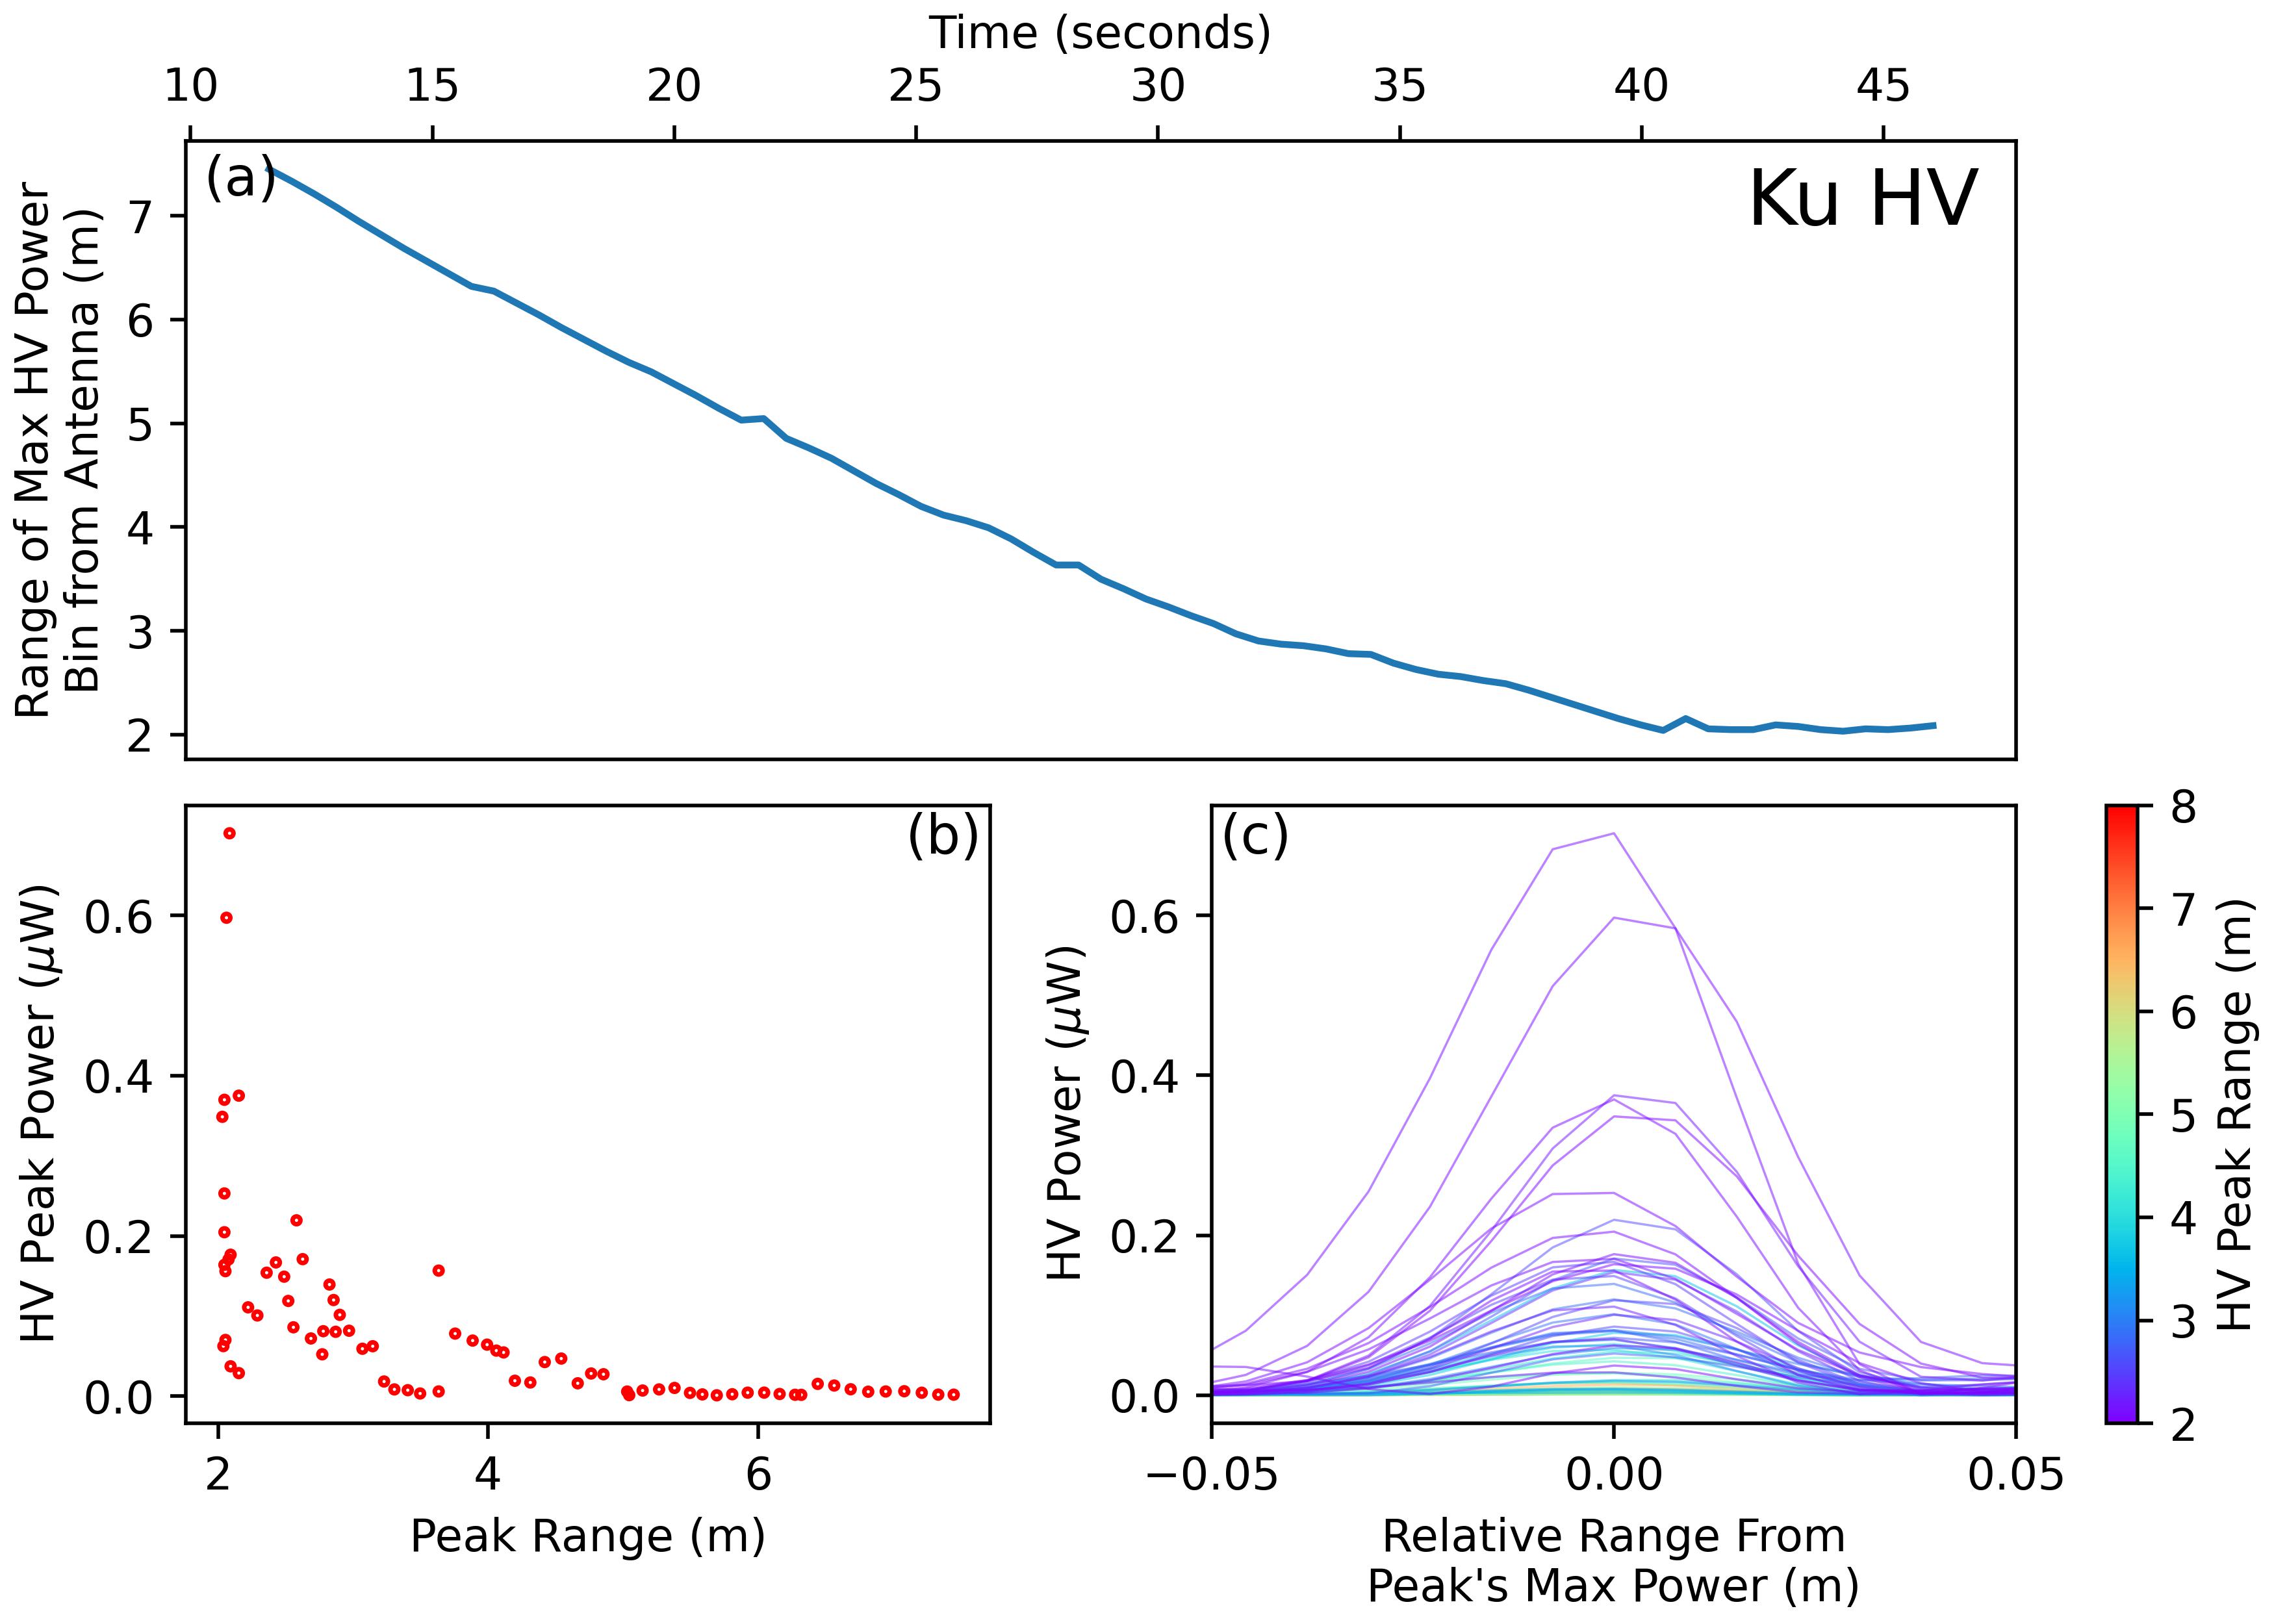 Time (seconds)
10 15 20 25 30 35 40 45
(a)
Ku HV
Range of Max HV Power
Bin from Antenna (m)
7
6
5
4
3
2
(b)
HV Peak Power (μW)
0.6
0.4
0.2
0.0
2 4 6
Peak Range (m)
(c)
HV Power (μW)
0.6
0.4
0.2
0.0
−0.05 0.00 0.05
Relative Range From
Peak's Max Power (m)
8
7
6
5
4
3
2
HV Peak Range (m)